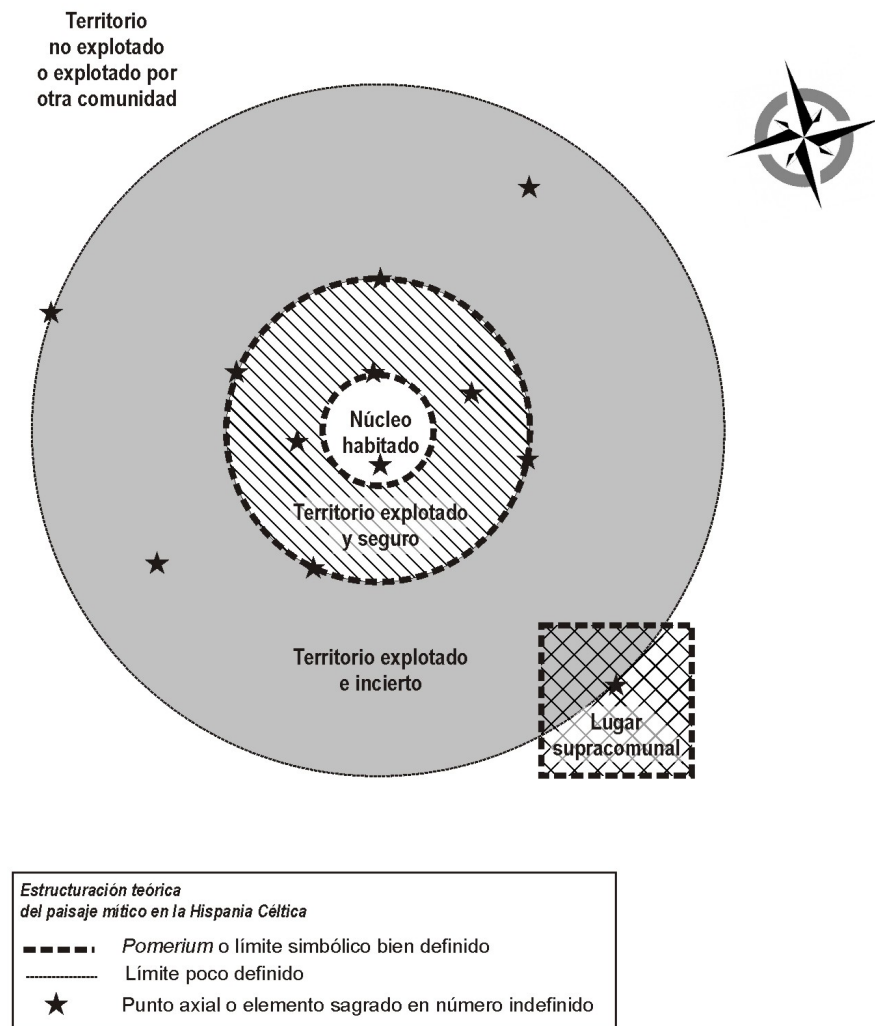 Territorio
no explotado
o explotado por
otra comunidad
Núcleo
habitado
Territorio explotado
y seguro
Territorio explotado
e incierto
Lugar
supracomunal
Estructuración teórica
del paisaje mítico en la Hispania Céltica
Pomerium o límite simbólico bien definido
Límite poco definido
Punto axial o elemento sagrado en número indefinido